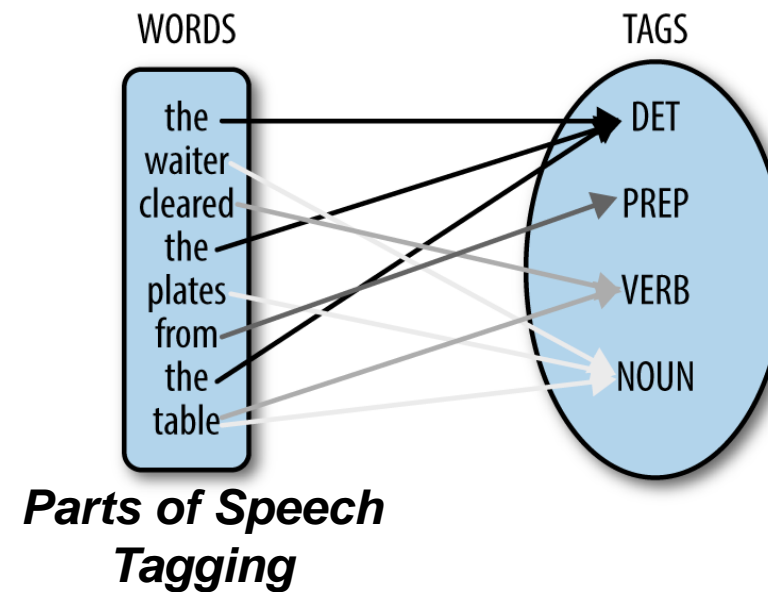 WORDS
the
waiter
cleared
the
plates
from
the
table
TAGS
DET
PREP
VERB
NOUN
Parts of Speech
Tagging